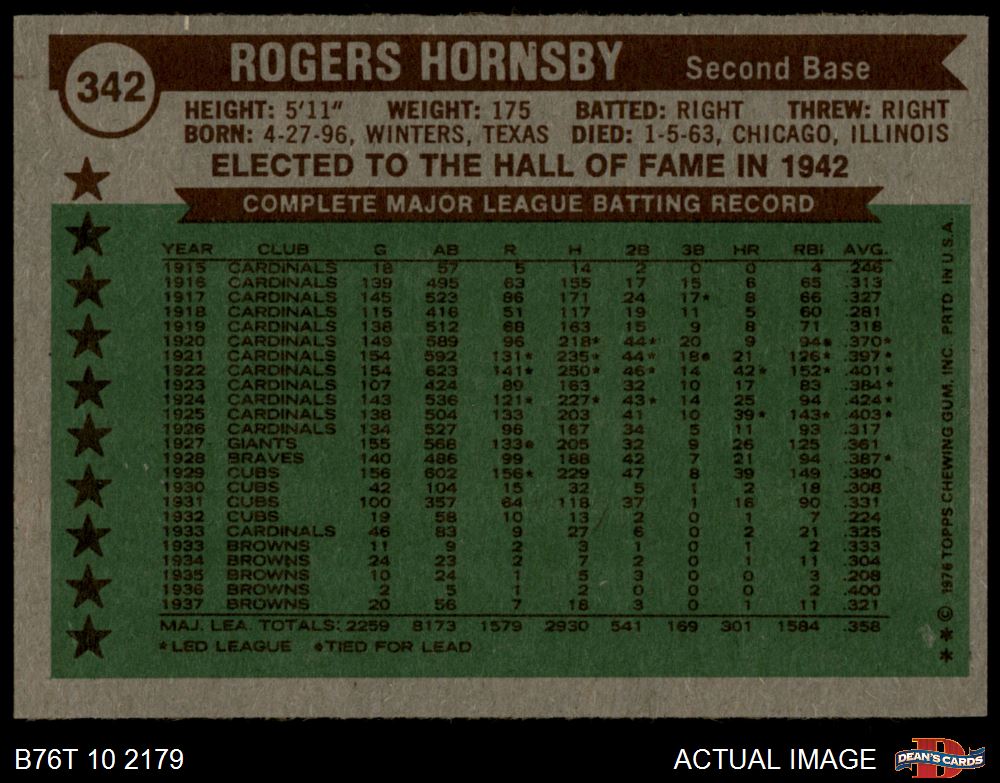 342
ROGERS HORNSBY Second Base
HEIGHT: 5'11" WEIGHT: 175 BATTED: RIGHT THREW: RIGHT
BORN: 4-27-96, WINTERS, TEXAS DIED: 1-5-63, CHICAGO, ILLINOIS
ELECTED TO THE HALL OF FAME IN 1942
COMPLETE MAJOR LEAGUE BATTING RECORD
YEAR CLUB G AB R H 2B 3B HR RBI AVG.
1915 CARDINALS 18 57 5 14 2 0 0 4 .246
1916 CARDINALS 139 495 63 155 17 15 6 65 .313
1917 CARDINALS 145 523 86 171 24 17* 8 66 .327
1918 CARDINALS 115 416 51 117 19 11 5 60 .281
1919 CARDINALS 138 512 68 163 15 9 8 71 .318
1920 CARDINALS 149 589 96 218* 44* 20 9 94• .370*
1921 CARDINALS 154 592 131* 235* 44* 18• 21 126* .397*
1922 CARDINALS 154 623 141* 250* 46* 14 42* 152* .401*
1923 CARDINALS 107 424 89 163 32 10 17 83 .384*
1924 CARDINALS 143 536 121* 227* 43* 14 25 94 .424*
1925 CARDINALS 138 504 133 203 41 10 39* 143* .403*
1926 CARDINALS 134 527 96 167 34 5 11 93 .317
1927 GIANTS 155 568 133• 205 32 9 26 125 .361
1928 BRAVES 140 486 99 188 42 7 21 94 .387*
1929 CUBS 156 602 156* 229 47 8 39 149 .380
1930 CUBS 42 104 15 32 5 1 2 18 .308
1931 CUBS 100 357 64 118 37 1 16 90 .331
1932 CUBS 19 58 10 13 2 0 1 7 .224
1933 CARDINALS 46 83 9 27 6 0 2 21 .325
1933 BROWNS 11 9 2 3 1 0 1 2 .333
1934 BROWNS 24 23 2 7 2 0 1 11 .304
1935 BROWNS 10 24 1 5 3 0 0 3 .208
1936 BROWNS 2 5 1 2 0 0 0 2 .400
1937 BROWNS 20 56 7 18 3 0 1 11 .321
MAJ. LEA. TOTALS: 2259 8173 1579 2930 541 169 301 1584 .358
*LED LEAGUE •TIED FOR LEAD
* * © 1976 TOPPS CHEWING GUM, INC. PRTD IN U.S.A.
B76T 10 2179 ACTUAL IMAGE
D
DEAN'S CARDS